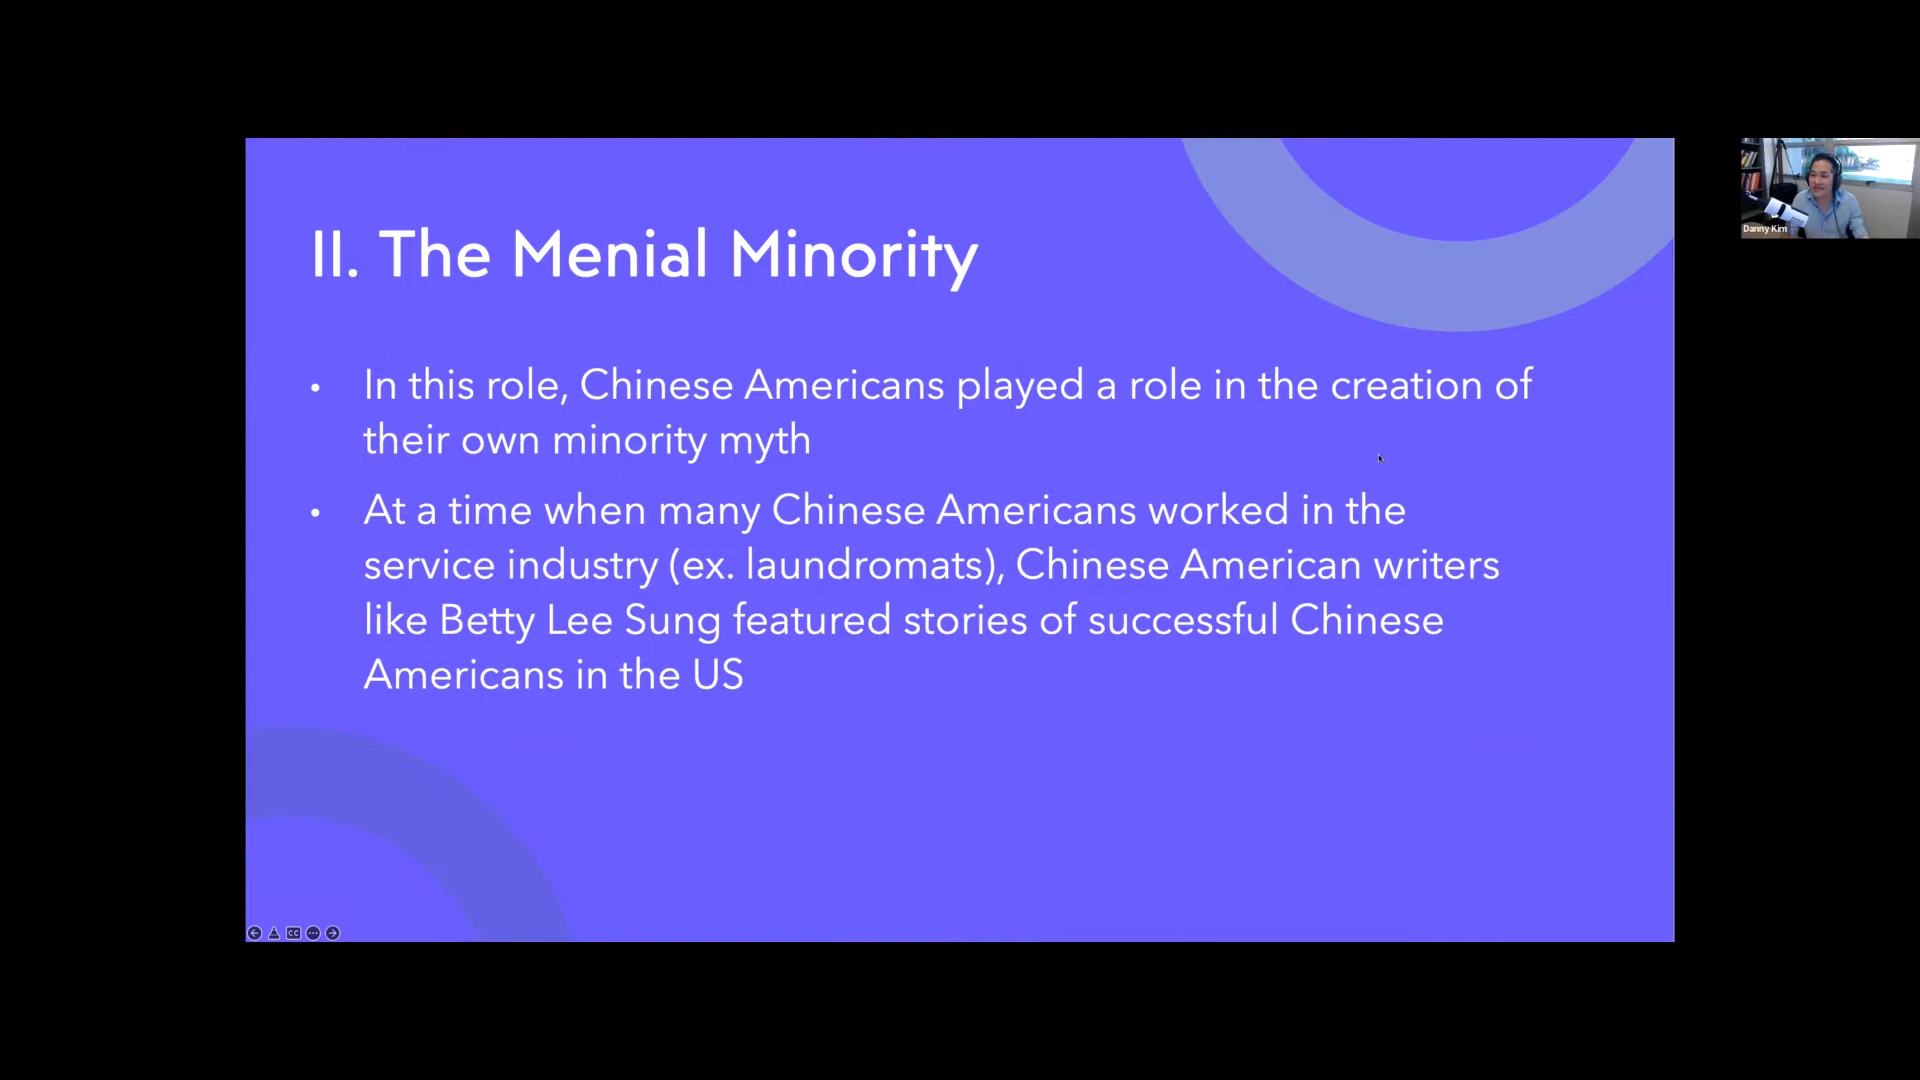 II. The Menial Minority
• In this role, Chinese Americans played a role in the creation of
their own minority myth
• At a time when many Chinese Americans worked in the
service industry (ex. laundromats), Chinese American writers
like Betty Lee Sung featured stories of successful Chinese
Americans in the US
Danny Kim
CC